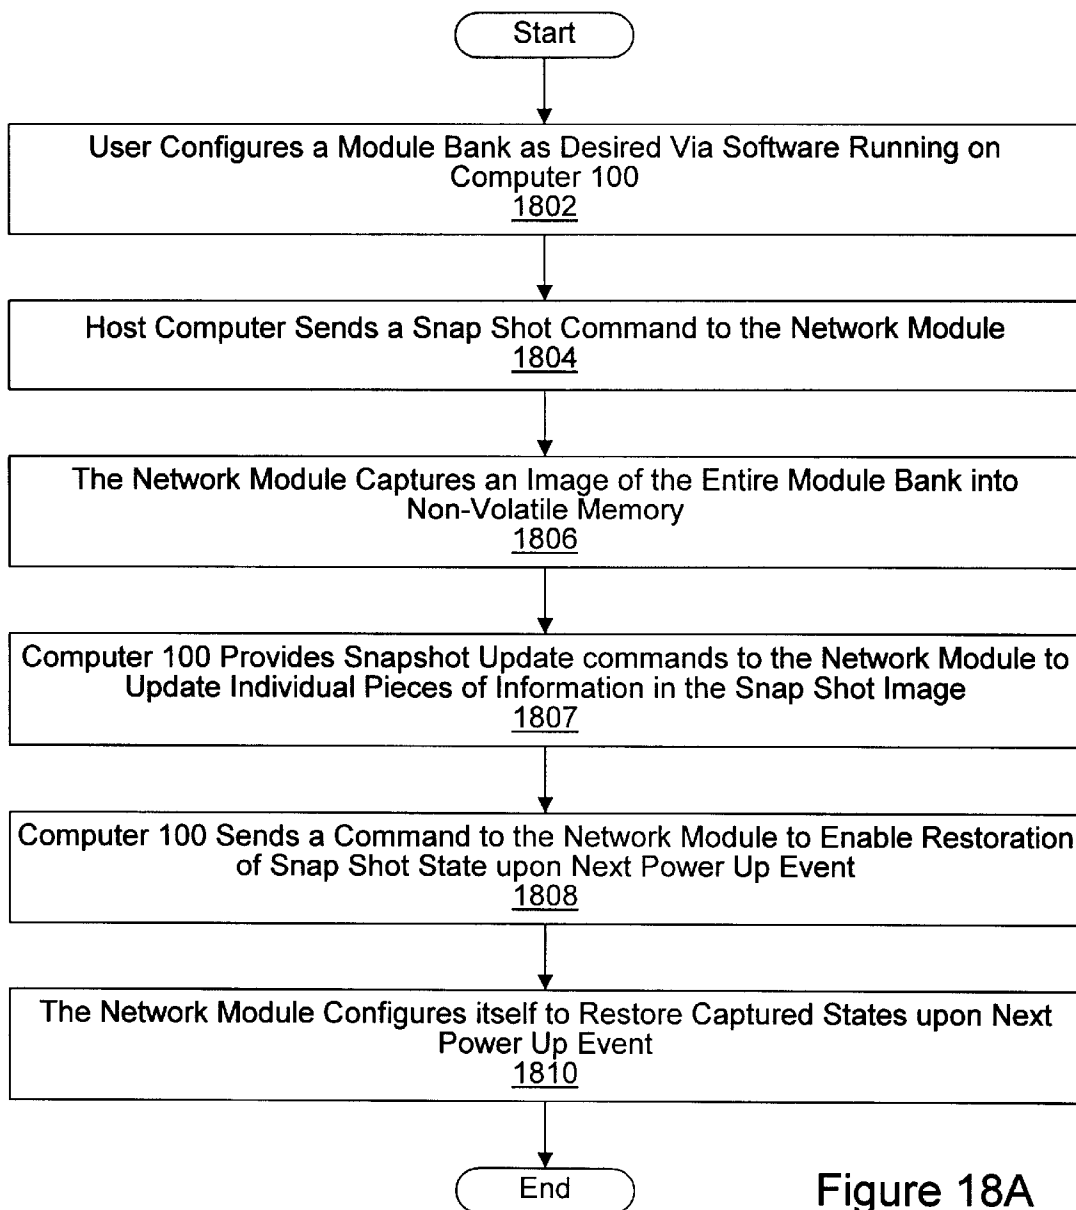 Start
User Configures a Module Bank as Desired Via Software Running on
Computer 100
1802
Host Computer Sends a Snap Shot Command to the Network Module
1804
The Network Module Captures an Image of the Entire Module Bank into
Non-Volatile Memory
1806
Computer 100 Provides Snapshot Update commands to the Network Module to
Update Individual Pieces of Information in the Snap Shot Image
1807
Computer 100 Sends a Command to the Network Module to Enable Restoration
of Snap Shot State upon Next Power Up Event
1808
The Network Module Configures itself to Restore Captured States upon Next
Power Up Event
1810
End
Figure 18A